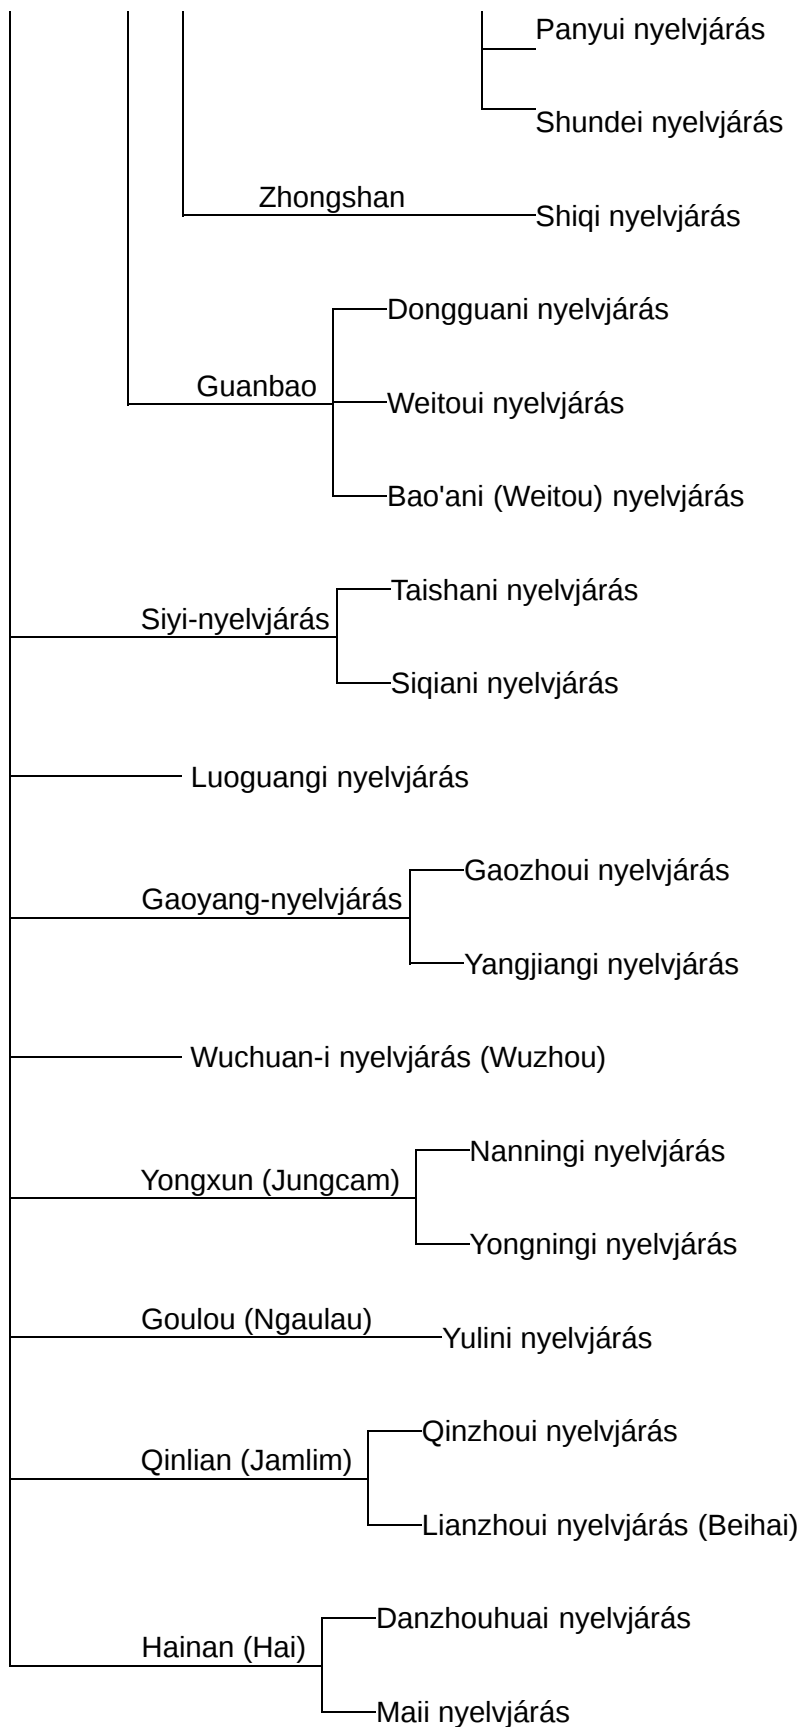 Panyui nyelvjárás
Shundei nyelvjárás
Zhongshan
Shiqi nyelvjárás
Dongguani nyelvjárás
Guanbao
Weitoui nyelvjárás
Bao'ani (Weitou) nyelvjárás
Taishani nyelvjárás
Siyi-nyelvjárás
Siqiani nyelvjárás
Luoguangi nyelvjárás
Gaozhoui nyelvjárás
Gaoyang-nyelvjárás
Yangjiangi nyelvjárás
Wuchuan-i nyelvjárás (Wuzhou)
Nanningi nyelvjárás
Yongxun (Jungcam)
Yongningi nyelvjárás
Goulou (Ngaulau)
Yulini nyelvjárás
Qinzhoui nyelvjárás
Qinlian (Jamlim)
Lianzhoui nyelvjárás (Beihai)
Danzhouhuai nyelvjárás
Hainan (Hai)
Maii nyelvjárás